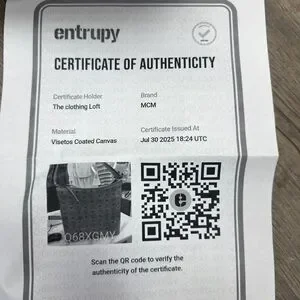 entrupy
CERTIFICATE OF AUTHENTICITY
Certificate Holder
Brand
The clothing Loft
MCM
Material
Certificate Issued At
Visetos Coated Canvas
Jul 30 2025 18:24 UTC
Q68XGMY
Scan the QR code to verify the
authenticity of the certificate.